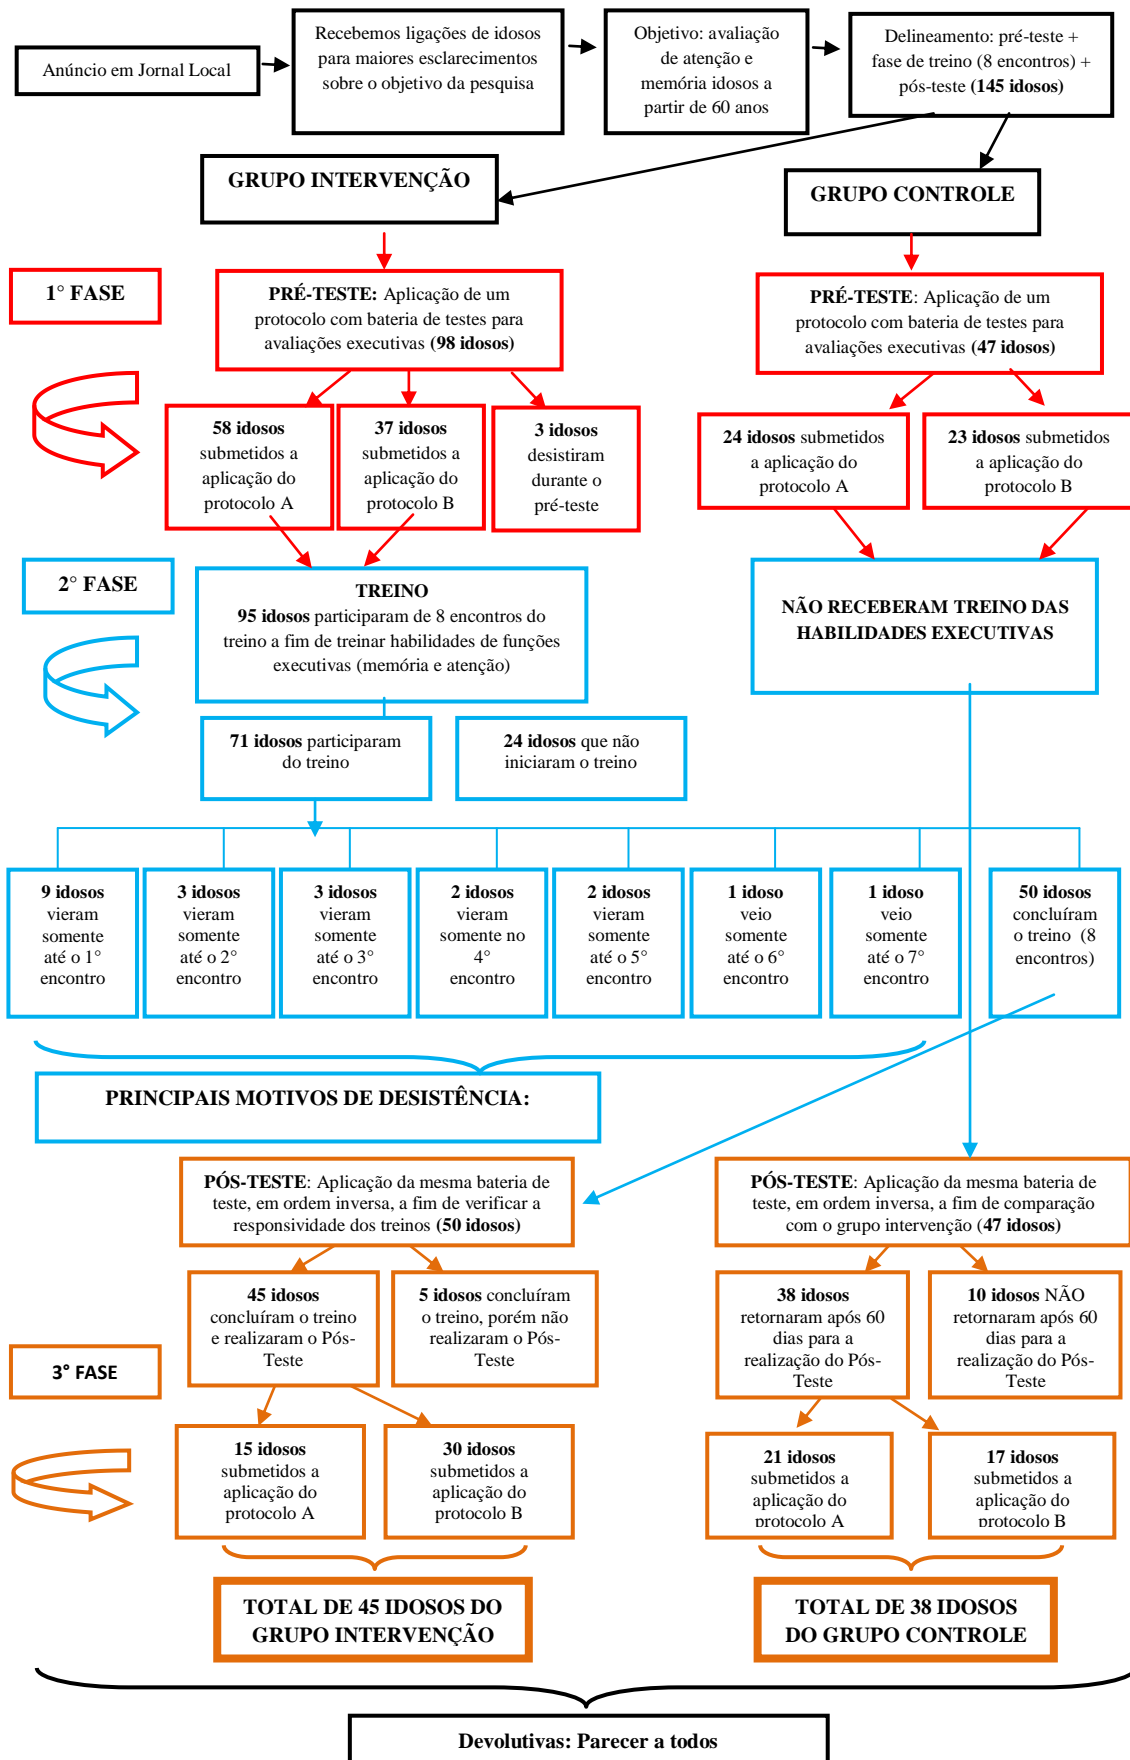 Anúncio em Jornal Local
Recebemos ligações de idosos
para maiores esclarecimentos
sobre o objetivo da pesquisa
Objetivo: avaliação
de atenção e
memória idosos a
partir de 60 anos
Delineamento: pré-teste +
fase de treino (8 encontros) +
pós-teste (145 idosos)
GRUPO INTERVENÇÃO
GRUPO CONTROLE
1° FASE
PRÉ-TESTE: Aplicação de um
protocolo com bateria de testes para
avaliações executivas (98 idosos)
PRÉ-TESTE: Aplicação de um
protocolo com bateria de testes para
avaliações executivas (47 idosos)
58 idosos
submetidos a
aplicação do
protocolo A
37 idosos
submetidos a
aplicação do
protocolo B
3 idosos
desistiram
durante o
pré-teste
24 idosos submetidos
a aplicação do
protocolo A
23 idosos submetidos
a aplicação do
protocolo B
2° FASE
TREINO
95 idosos participaram de 8 encontros do
treino a fim de treinar habilidades de funções
executivas (memória e atenção)
NÃO RECEBERAM TREINO DAS
HABILIDADES EXECUTIVAS
71 idosos participaram
do treino
24 idosos que não
iniciaram o treino
9 idosos
vieram
somente
até o 1°
encontro
3 idosos
vieram
somente
até o 2°
encontro
3 idosos
vieram
somente
até o 3°
encontro
2 idosos
vieram
somente no
4°
encontro
2 idosos
vieram
somente
até o 5°
encontro
1 idoso
veio
somente
até o 6°
encontro
1 idoso
veio
somente
até o 7°
encontro
50 idosos
concluíram
o treino (8
encontros)
PRINCIPAIS MOTIVOS DE DESISTÊNCIA:
PÓS-TESTE: Aplicação da mesma bateria de
teste, em ordem inversa, a fim de verificar a
responsividade dos treinos (50 idosos)
PÓS-TESTE: Aplicação da mesma bateria de
teste, em ordem inversa, a fim de comparação
com o grupo intervenção (47 idosos)
45 idosos
concluíram o treino
e realizaram o Pós-
Teste
5 idosos concluíram
o treino, porém não
realizaram o Pós-
Teste
38 idosos
retornaram após 60
dias para a
realização do Pós-
Teste
10 idosos NÃO
retornaram após 60
dias para a
realização do Pós-
Teste
3° FASE
15 idosos
submetidos a
aplicação do
protocolo A
30 idosos
submetidos a
aplicação do
protocolo B
21 idosos
submetidos a
aplicação do
protocolo A
17 idosos
submetidos a
aplicação do
protocolo B
TOTAL DE 45 IDOSOS DO
GRUPO INTERVENÇÃO
TOTAL DE 38 IDOSOS
DO GRUPO CONTROLE
Devolutivas: Parecer a todos